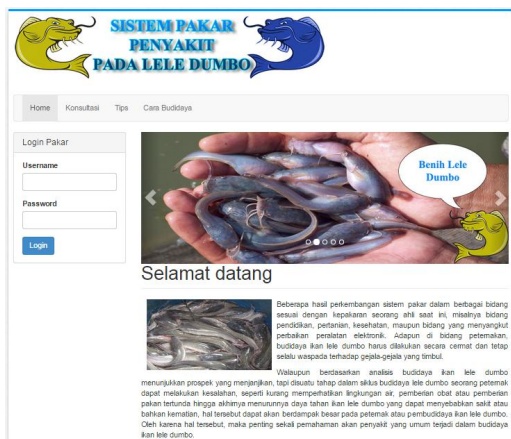 SISTEM PAKAR
PENYAKIT
PADA LELE DUMBO
Home Konsultasi Tips Cara Budidaya
Login Pakar
Username
Password
Login
Benih Lele
Dumbo
Selamat datang
Beberapa hasil perkembangan sistem pakar dalam berbagai bidang
sesuai dengan kepakaran seorang ahli saat ini, misalnya bidang
pendidikan, pertanian, kesehatan, maupun bidang yang menyangkut
perbaikan peralatan elektronik. Adapun di bidang peternakan,
budidaya ikan lele dumbo harus dilakukan secara cermat dan tetap
selalu waspada terhadap gejala-gejala yang timbul.
Walaupun berdasarkan analisis budidaya ikan lele dumbo
menunjukkan prospek yang menjanjikan, tapi disuatu tahap dalam siklus budidaya lele dumbo seorang peternak
dapat melakukan kesalahan, seperti kurang memperhatikan lingkungan air, pemberian obat atau pemberian
pakan tertunda hingga akhirnya menurunnya daya tahan ikan lele dumbo yang dapat menyebabkan sakit atau
bahkan kematian, hal tersebut dapat akan berdampak besar pada peternak atau pembudidaya ikan lele dumbo.
Oleh karena hal tersebut, maka penting sekali pemahaman akan penyakit yang umum terjadi dalam budidaya
ikan lele dumbo.